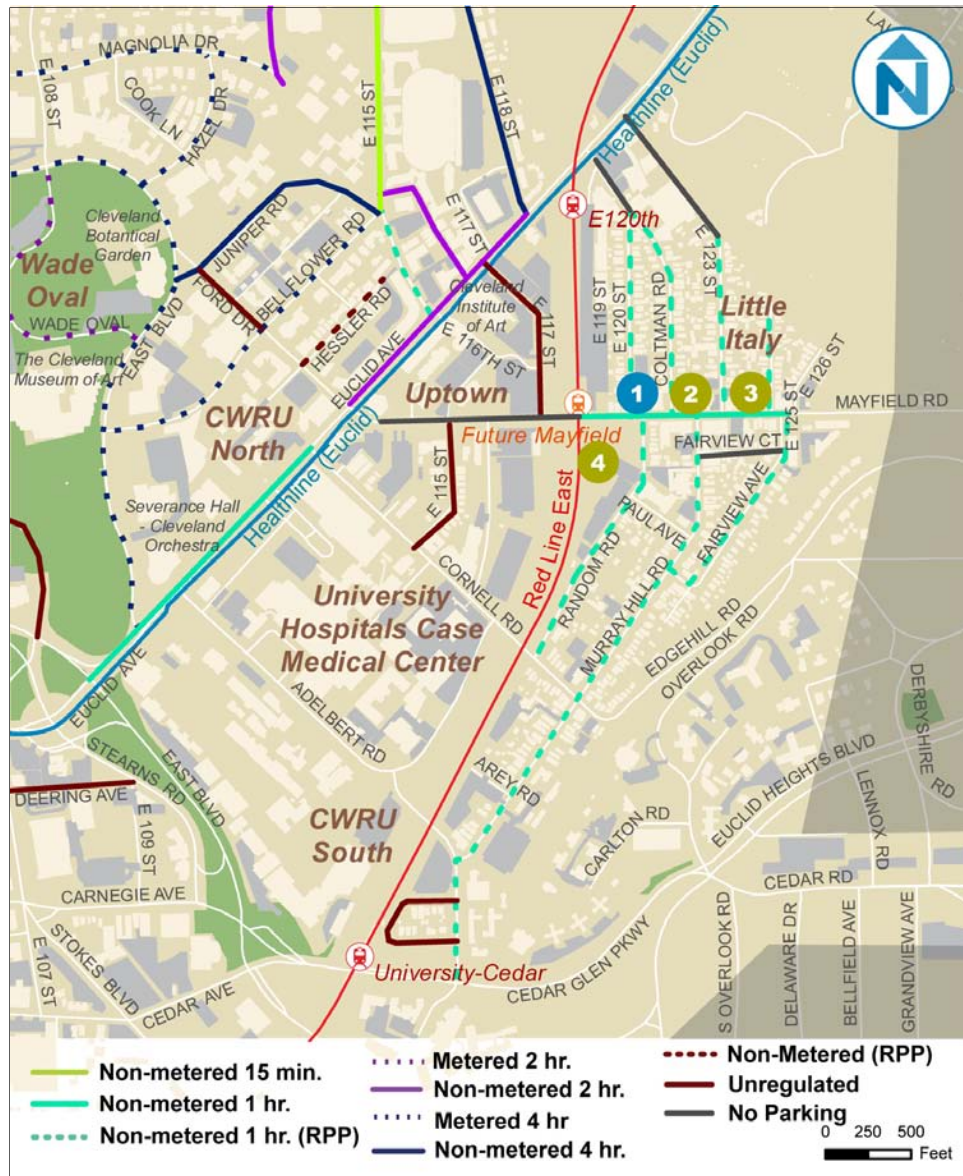 MAGNOLIA DR
E 108 ST
COOK LN
HAZEL DR
E 115 ST
E 118 ST
Healthline (Euclid)
N
Cleveland
Botanical
Garden
Wade
Oval
WADE OVAL
The Cleveland
Museum of Art
JUNIPER RD
BELLFLOWER RD
FORD DR
EAST BLVD
HESSLER RD
EUCLID AVE
E 117 ST
Cleveland
Institute
of Art
E 116TH ST
E 117 ST
E120th
E 119 ST
E 120 ST
COLTMAN RD
E 123 ST
Little
Italy
E 125 ST
E 126 ST
MAYFIELD RD
1
2
3
4
Uptown
Future Mayfield
FAIRVIEW CT
CWRU
North
Healthline (Euclid)
E 115 ST
Severance Hall
- Cleveland
Orchestra
University
Hospitals Case
Medical Center
CORNELL RD
Red Line East
RANDOM RD
PAUL AVE
FAIRVIEW AVE
MURRAY HILL RD
EDGEHILL RD
OVERLOOK RD
EUCLID AVE
ADELBERT RD
STEARNS RD
EAST BLVD
DEERING AVE
E 109 ST
CWRU
South
AREY RD
CARLTON RD
EUCLID HEIGHTS BLVD
DERBYSHIRE RD
LENNOX RD
CEDAR RD
CARNEGIE AVE
STOKES BLVD
E 107 ST
CEDAR AVE
University-Cedar
CEDAR GLEN PKWY
S OVERLOOK RD
DELAWARE DR
BELLFIELD AVE
GRANDVIEW AVE
Non-metered 15 min.
Non-metered 1 hr.
Non-metered 1 hr. (RPP)
Metered 2 hr.
Non-metered 2 hr.
Metered 4 hr
Non-metered 4 hr.
Non-Metered (RPP)
Unregulated
No Parking
0 250 500
Feet